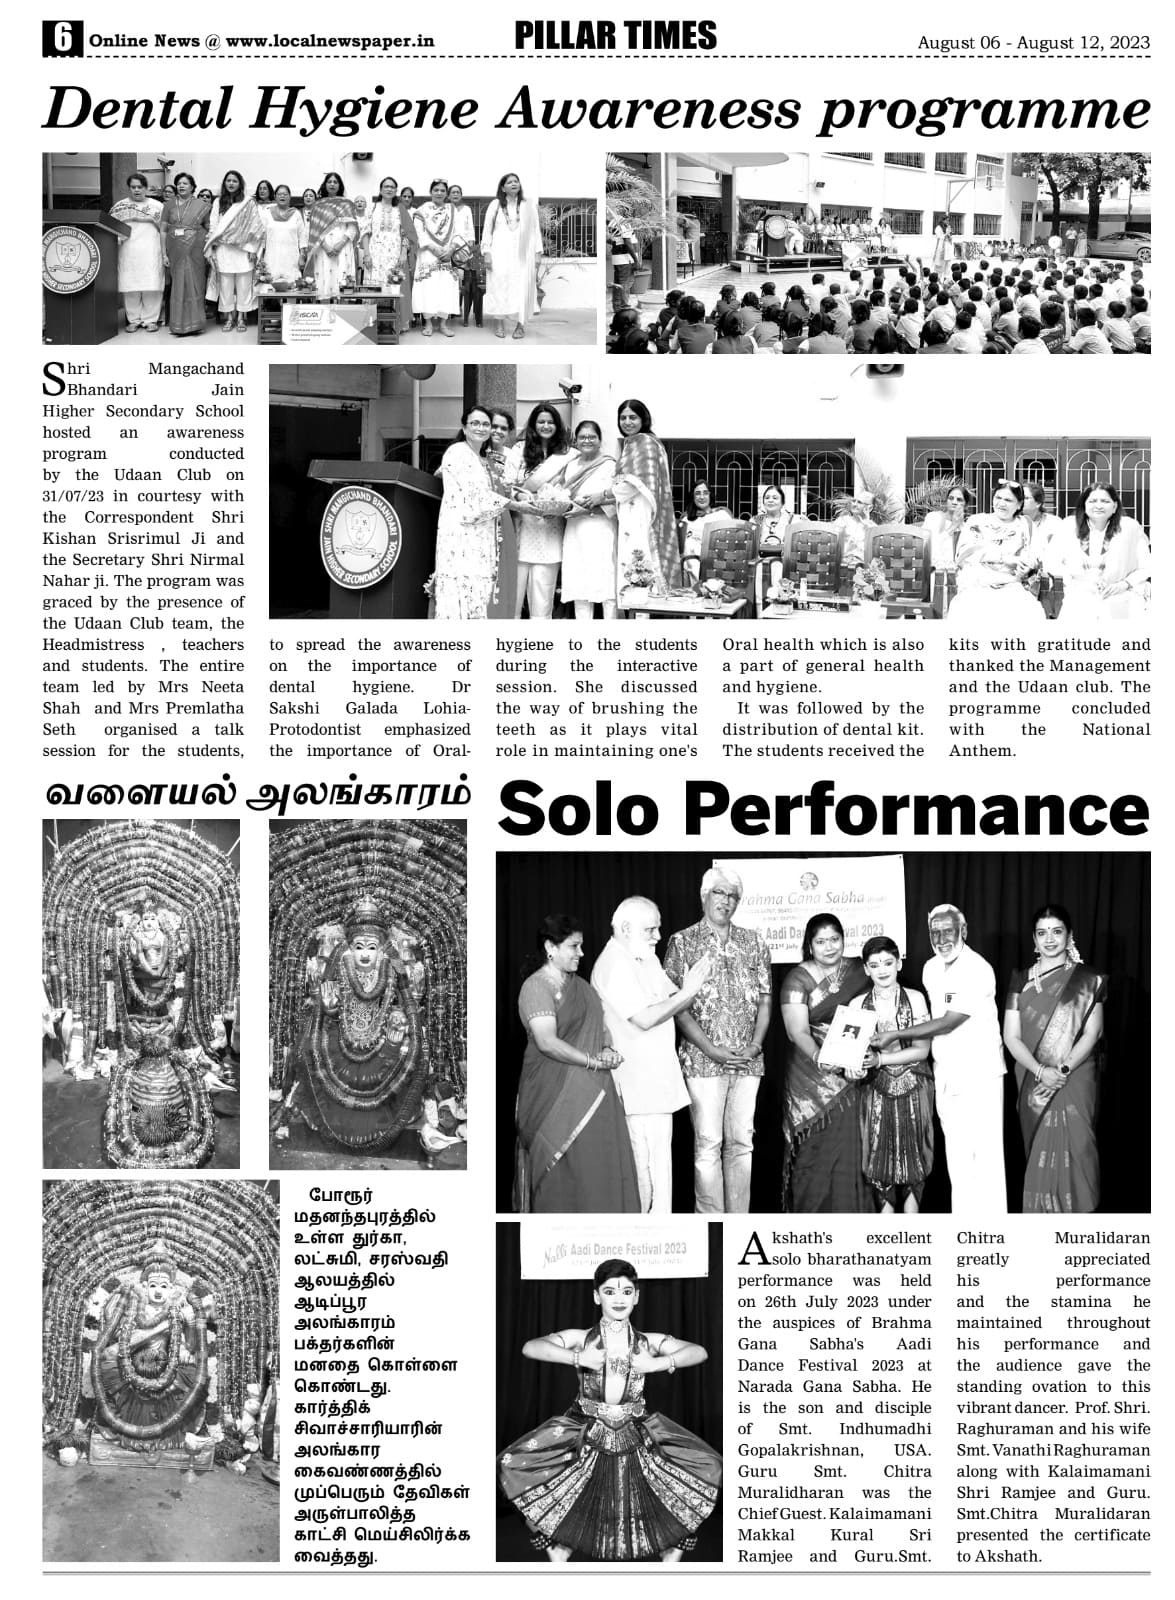 6 Online News @ www.localnewspaper.in
PILLAR TIMES
August 06 - August 12, 2023
Dental Hygiene Awareness programme
SHRI MANGICHAND BHANDARI
JAIN HIGHER SECONDARY SCHOOL
Shri Mangachand
Bhandari Jain
Higher Secondary School
hosted an awareness
program conducted
by the Udaan Club on
31/07/23 in courtesy with
the Correspondent Shri
Kishan Srisrimul Ji and
the Secretary Shri Nirmal
Nahar ji. The program was
graced by the presence of
the Udaan Club team, the
Headmistress , teachers
and students. The entire
team led by Mrs Neeta
Shah and Mrs Premlatha
Seth organised a talk
session for the students,
to spread the awareness
on the importance of
dental hygiene. Dr
Sakshi Galada Lohia-
Protodontist emphasized
the importance of Oral-
hygiene to the students
during the interactive
session. She discussed
the way of brushing the
teeth as it plays vital
role in maintaining one's
Oral health which is also
a part of general health
and hygiene.
It was followed by the
distribution of dental kit.
The students received the
kits with gratitude and
thanked the Management
and the Udaan club. The
programme concluded
with the National
Anthem.
வளையல் அலங்காரம்
போரூர்
மதனந்தபுரத்தில்
உள்ள துர்கா,
லட்சுமி, சரஸ்வதி
ஆலயத்தில்
ஆடிப்பூர
அலங்காரம்
பக்தர்களின்
மனதை கொள்ளை
கொண்டது.
கார்த்திக்
சிவாச்சாரியாரின்
அலங்கார
கைவண்ணத்தில்
முப்பெரும் தேவிகள்
அருள்பாலித்த
காட்சி மெய்சிலிர்க்க
வைத்தது.
Solo Performance
Brahma Gana Sabha
Aadi Dance Festival 2023
Nalli Aadi Dance Festival 2023
Akshath's excellent
solo bharathanatyam
performance was held
on 26th July 2023 under
the auspices of Brahma
Gana Sabha's Aadi
Dance Festival 2023 at
Narada Gana Sabha. He
is the son and disciple
of Smt. Indhumadhi
Gopalakrishnan, USA.
Guru Smt. Chitra
Muralidharan was the
Chief Guest. Kalaimamani
Makkal Kural Sri
Ramjee and Guru.Smt.
Chitra Muralidaran
greatly appreciated
his performance
and the stamina he
maintained throughout
his performance and
the audience gave the
standing ovation to this
vibrant dancer. Prof. Shri.
Raghuraman and his wife
Smt. Vanathi Raghuraman
along with Kalaimamani
Shri Ramjee and Guru.
Smt.Chitra Muralidaran
presented the certificate
to Akshath.